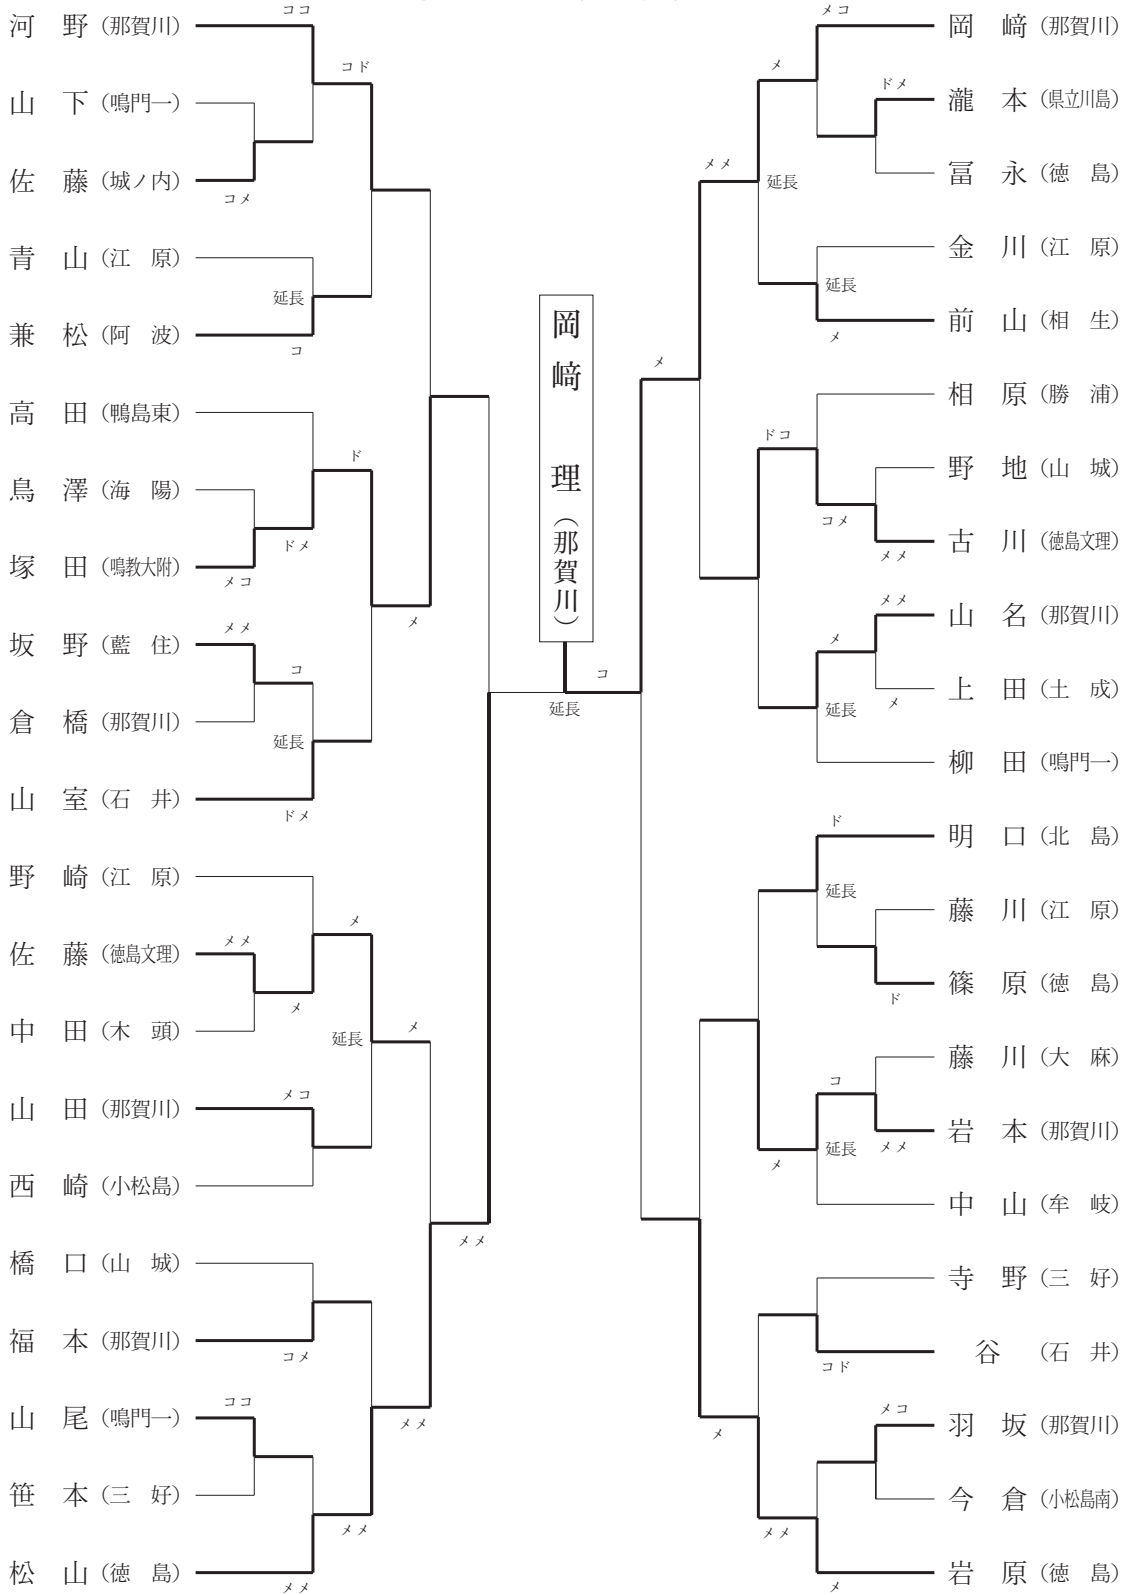 ココ
河野(那賀川)
コド
山下(鳴門一)
佐藤(城ノ内)
コメ
青山(江原)
延長
兼松(阿波)
コ
高田(鴨島東)
ド
鳥澤(海陽)
ドメ
塚田(鳴教大附)
メコ
メ
メメ
坂野(藍住)
コ
倉橋(那賀川)
延長
山室(石井)
ドメ
野崎(江原)
メ
メメ
佐藤(徳島文理)
メ
中田(木頭)
延長
メ
メコ
山田(那賀川)
西崎(小松島)
メメ
橋口(山城)
福本(那賀川)
コメ
ココ
山尾(鳴門一)
メメ
笹本(三好)
メメ
松山(徳島)
メメ
岡﨑 理(那賀川)
コ
延長
メコ
岡﨑(那賀川)
メ
ドメ
瀧本(県立川島)
メメ
延長
冨永(徳島)
金川(江原)
延長
前山(相生)
メ
メ
相原(勝浦)
ドコ
野地(山城)
コメ
古川(徳島文理)
メメ
メメ
山名(那賀川)
メ
上田(土成)
メ
延長
柳田(鳴門一)
ド
明口(北島)
延長
藤川(江原)
篠原(徳島)
ド
藤川(大麻)
コ
岩本(那賀川)
メメ
延長
メ
中山(牟岐)
寺野(三好)
谷(石井)
コド
メコ
羽坂(那賀川)
メ
今倉(小松島南)
メメ
岩原(徳島)
メ